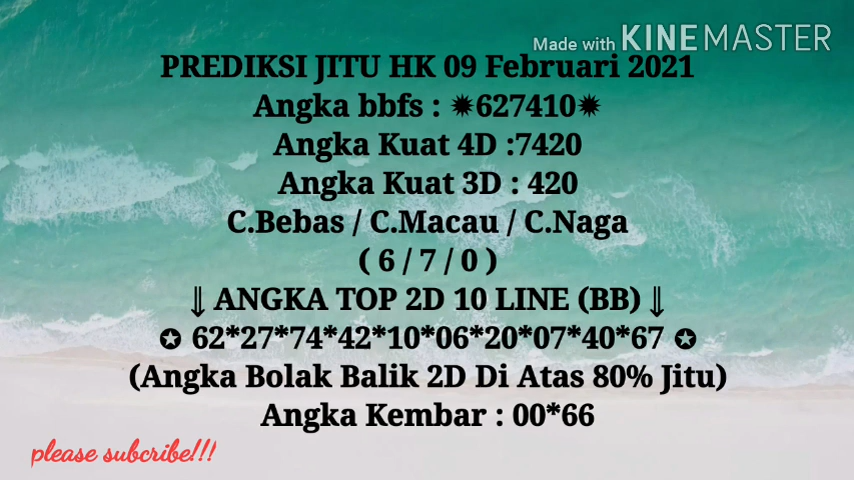 Made with KINEMASTER
PREDIKSI JITU HK 09 Februari 2021
Angka bbfs : ✹627410✹
Angka Kuat 4D :7420
Angka Kuat 3D : 420
C.Bebas / C.Macau / C.Naga
( 6 / 7 / 0 )
⇓ ANGKA TOP 2D 10 LINE (BB) ⇓
✪ 62*27*74*42*10*06*20*07*40*67 ✪
(Angka Bolak Balik 2D Di Atas 80% Jitu)
Angka Kembar : 00*66
please subcribe!!!